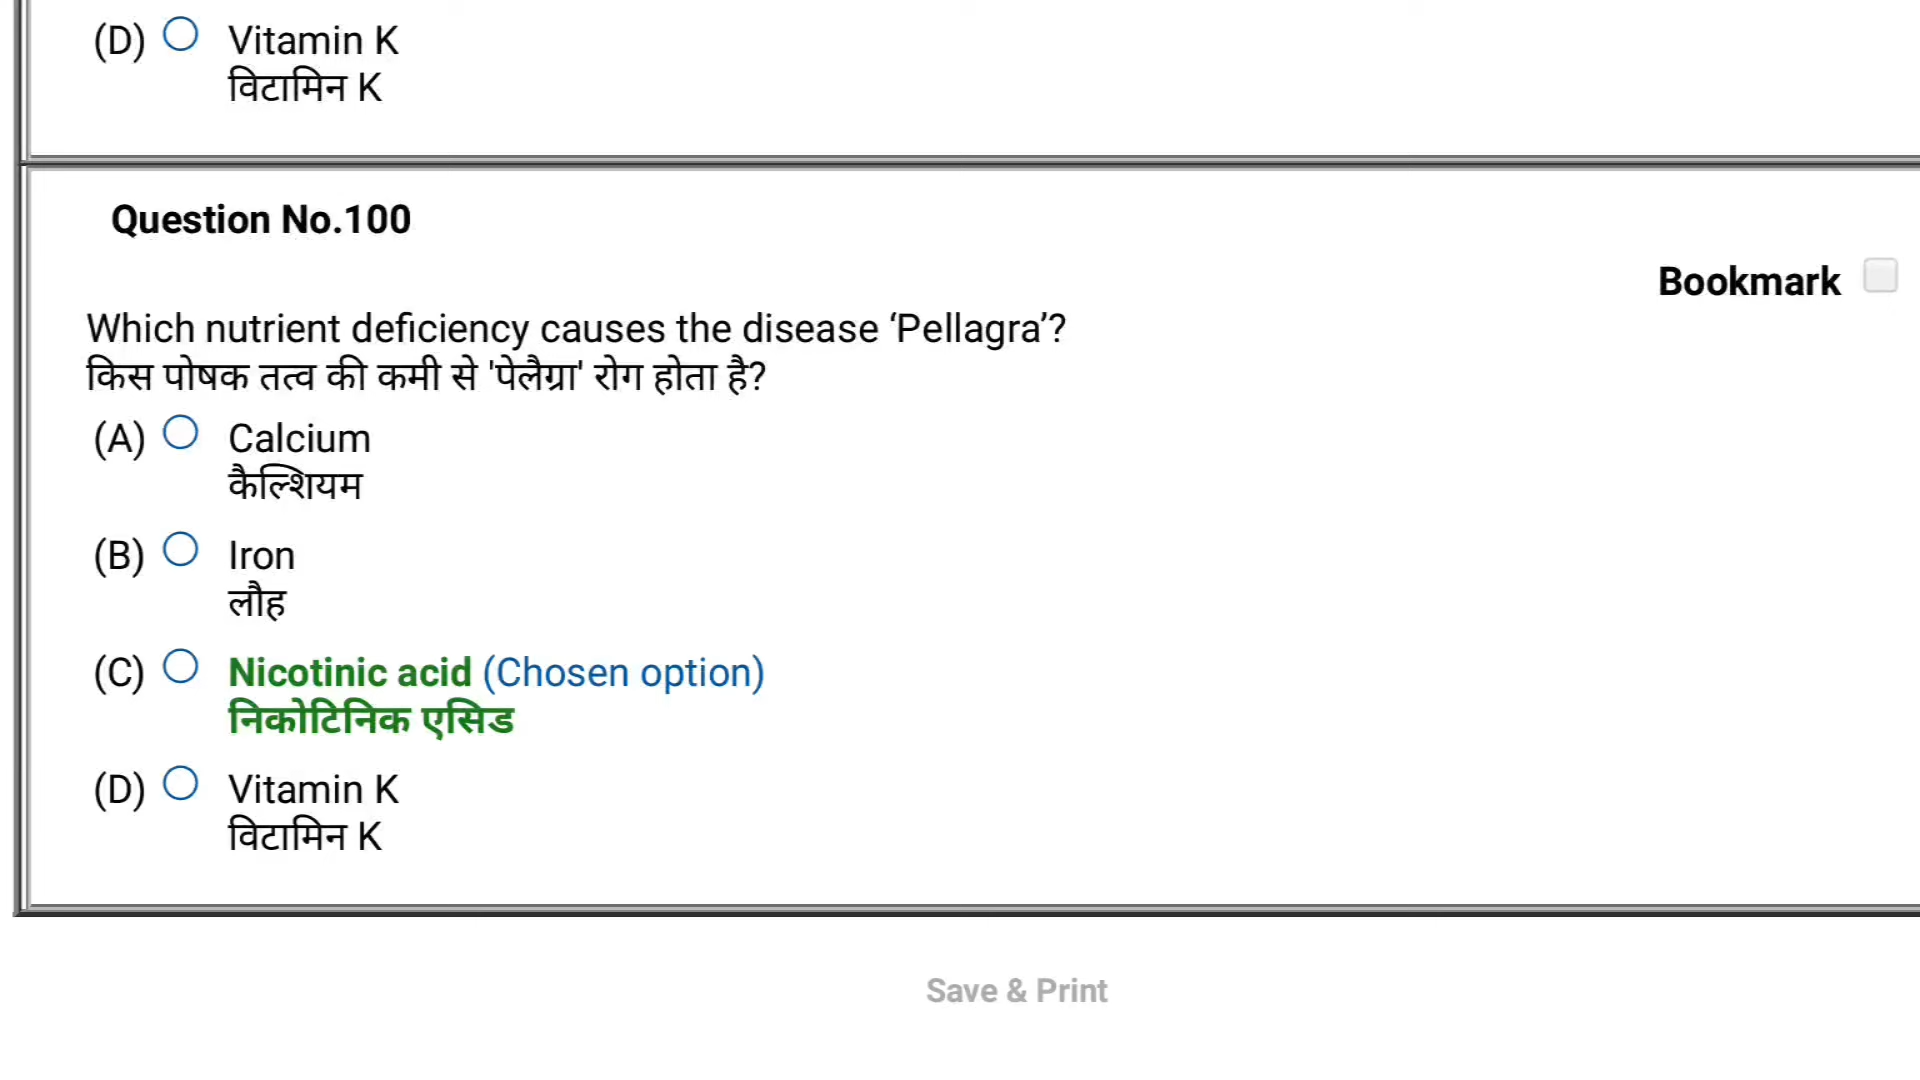 (D) Vitamin K
विटामिन K
Question No.100
Bookmark
Which nutrient deficiency causes the disease ‘Pellagra’?
किस पोषक तत्व की कमी से 'पेलैग्रा' रोग होता है?
(A) Calcium
कैल्शियम
(B) Iron
लौह
(C) Nicotinic acid (Chosen option)
निकोटिनिक एसिड
(D) Vitamin K
विटामिन K
Save & Print